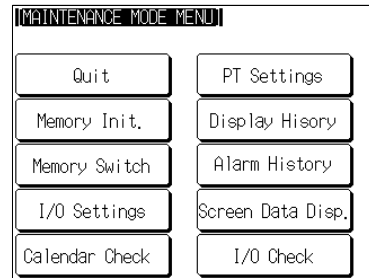 [MAINTENANCE MODE MENU]
Quit
PT Settings
Memory Init.
Display Hisory
Memory Switch
Alarm History
I/O Settings
Screen Data Disp.
Calendar Check
I/O Check